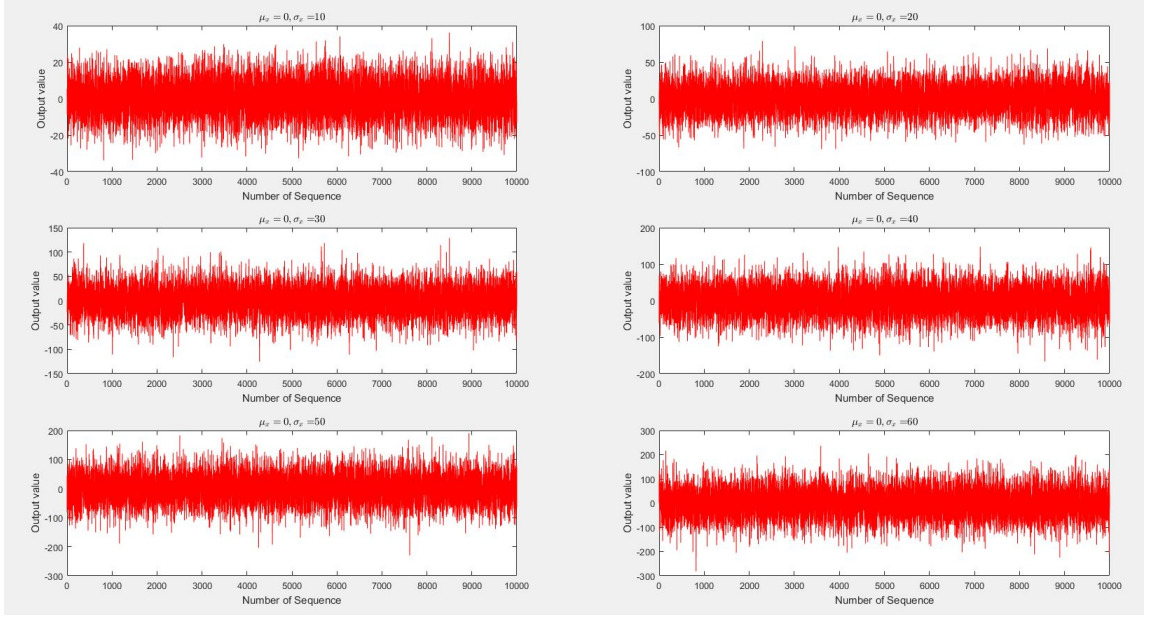 μₓ = 0, σₓ =10
40
20
0
-20
-40
Output value
0 1000 2000 3000 4000 5000 6000 7000 8000 9000 10000
Number of Sequence
μₓ = 0, σₓ =20
100
50
0
-50
-100
Output value
0 1000 2000 3000 4000 5000 6000 7000 8000 9000 10000
Number of Sequence
μₓ = 0, σₓ =30
150
100
50
0
-50
-100
-150
Output value
0 1000 2000 3000 4000 5000 6000 7000 8000 9000 10000
Number of Sequence
μₓ = 0, σₓ =40
200
100
0
-100
-200
Output value
0 1000 2000 3000 4000 5000 6000 7000 8000 9000 10000
Number of Sequence
μₓ = 0, σₓ =50
200
100
0
-100
-200
-300
Output value
0 1000 2000 3000 4000 5000 6000 7000 8000 9000 10000
Number of Sequence
μₓ = 0, σₓ =60
300
200
100
0
-100
-200
-300
Output value
0 1000 2000 3000 4000 5000 6000 7000 8000 9000 10000
Number of Sequence